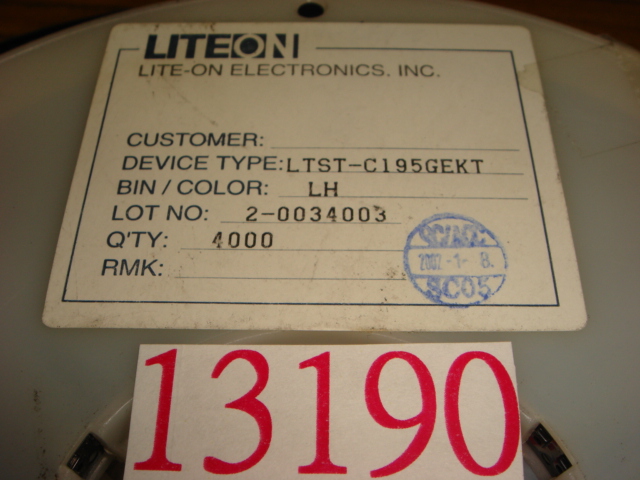 LITEON
LITE-ON ELECTRONICS. INC.
CUSTOMER:
DEVICE TYPE: LTST-C195GEKT
BIN / COLOR: LH
LOT NO: 2-0034003
Q'TY: 4000
RMK:
2002 -1- 8.
SC05
13190